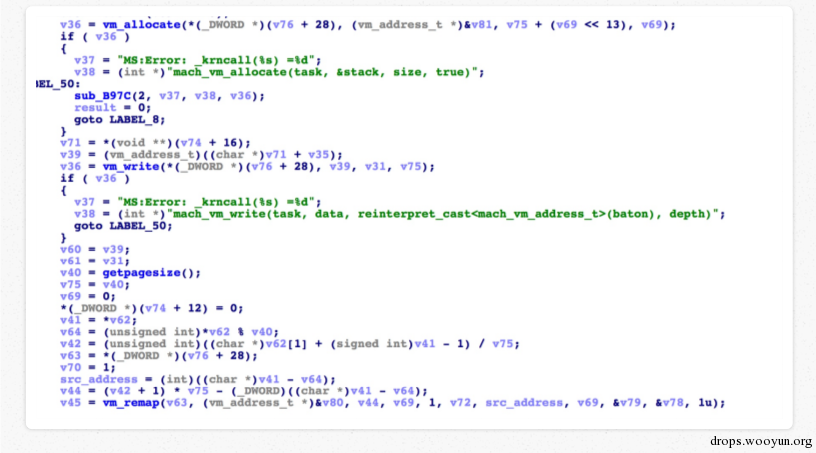 v36 = vm_allocate(*(_DWORD *)(v76 + 28), (vm_address_t *)&v81, v75 + (v69 << 13), v69);
if ( v36 )
{
v37 = "MS:Error: _krncall(%s) =%d";
v38 = (int *)"mach_vm_allocate(task, &stack, size, true)";
EL_50:
sub_B97C(2, v37, v38, v36);
result = 0;
goto LABEL_8;
}
v71 = *(void **)(v74 + 16);
v39 = (vm_address_t)((char *)v71 + v35);
v36 = vm_write(*(_DWORD *)(v76 + 28), v39, v31, v75);
if ( v36 )
{
v37 = "MS:Error: _krncall(%s) =%d";
v38 = (int *)"mach_vm_write(task, data, reinterpret_cast<mach_vm_address_t>(baton), depth)";
goto LABEL_50;
}
v60 = v39;
v61 = v31;
v40 = getpagesize();
v75 = v40;
v69 = 0;
*(_DWORD *)(v74 + 12) = 0;
v41 = *v62;
v64 = (unsigned int)*v62 % v40;
v42 = (unsigned int)((char *)v62[1] + (signed int)v41 - 1) / v75;
v63 = *(_DWORD *)(v76 + 28);
v70 = 1;
src_address = (int)((char *)v41 - v64);
v44 = (v42 + 1) * v75 - (_DWORD)((char *)v41 - v64);
v45 = vm_remap(v63, (vm_address_t *)&v80, v44, v69, 1, v72, src_address, v69, &v79, &v78, 1u);
drops.wooyun.org